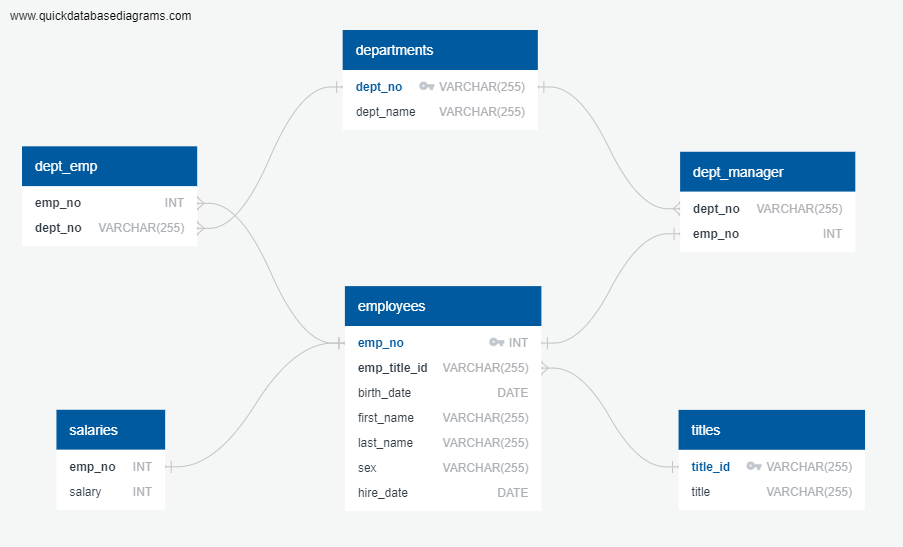 www.quickdatabasediagrams.com
departments
dept_no VARCHAR(255)
dept_name VARCHAR(255)
dept_emp
emp_no INT
dept_no VARCHAR(255)
dept_manager
dept_no VARCHAR(255)
emp_no INT
employees
emp_no INT
emp_title_id VARCHAR(255)
birth_date DATE
first_name VARCHAR(255)
last_name VARCHAR(255)
sex VARCHAR(255)
hire_date DATE
salaries
emp_no INT
salary INT
titles
title_id VARCHAR(255)
title VARCHAR(255)